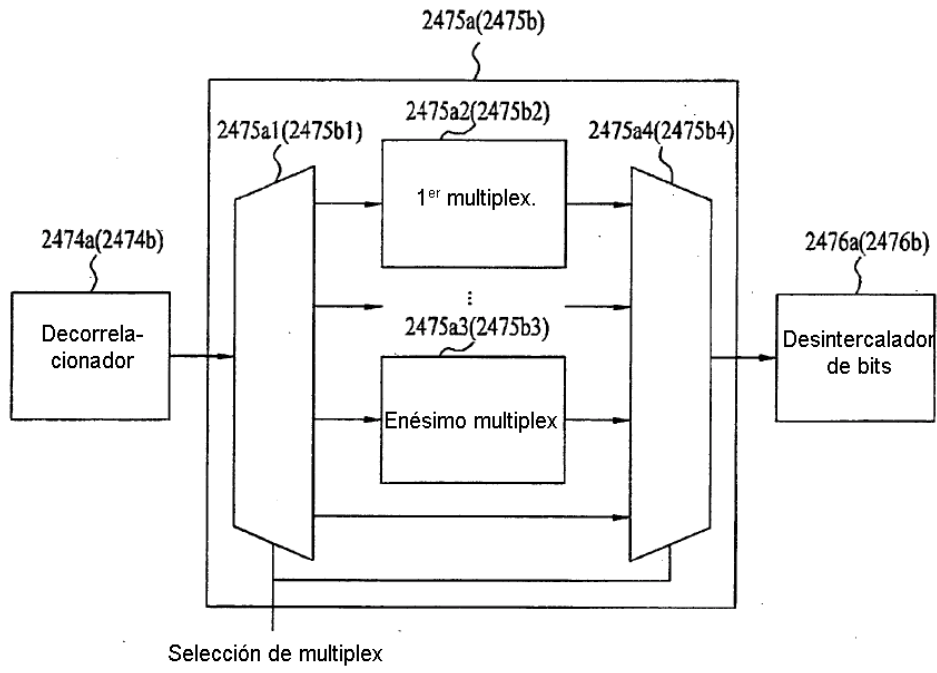 2475a(2475b)
2475a2(2475b2)
2475a1(2475b1)
2475a4(2475b4)
1er multiplex.
2474a(2474b)
2476a(2476b)
Decorrela-
cionador
2475a3(2475b3)
Desintercalador
de bits
Enésimo multiplex
Selección de multiplex